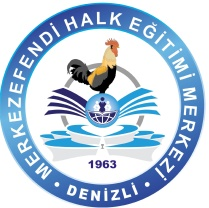 MERKEZEFENDİ HALK EĞİTİMİ MERKEZİ
1963
• DENİZLİ •